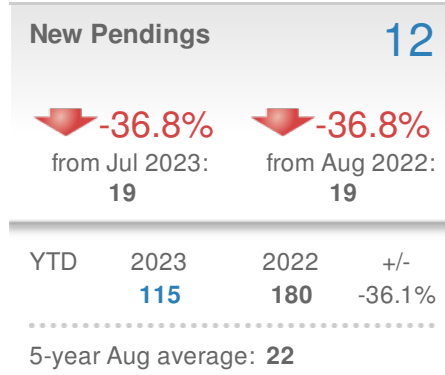 New Pendings 12
-36.8% -36.8%
from Jul 2023: from Aug 2022:
19 19
YTD 2023 2022 +/-
115 180 -36.1%
5-year Aug average: 22